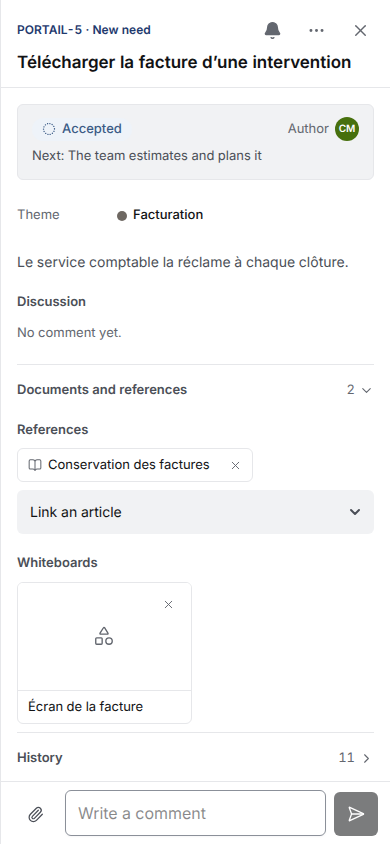 PORTAIL-5 · New need
Télécharger la facture d’une intervention
Accepted
Author CM
Next: The team estimates and plans it
Theme Facturation
Le service comptable la réclame à chaque clôture.
Discussion
No comment yet.
Documents and references 2
References
Conservation des factures
Link an article
Whiteboards
Écran de la facture
History 11
Write a comment